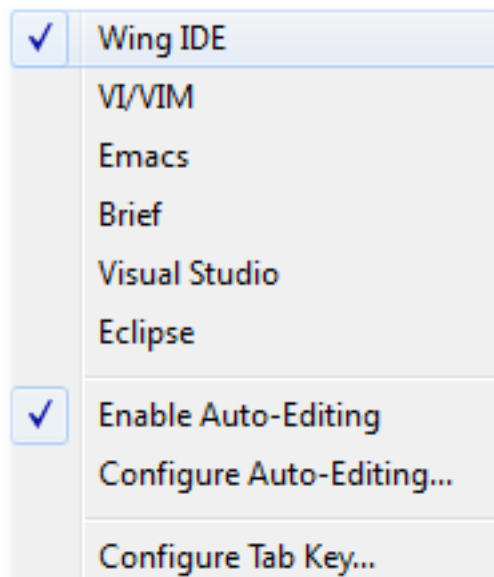 Wing IDE
VI/VIM
Emacs
Brief
Visual Studio
Eclipse
Enable Auto-Editing
Configure Auto-Editing...
Configure Tab Key...